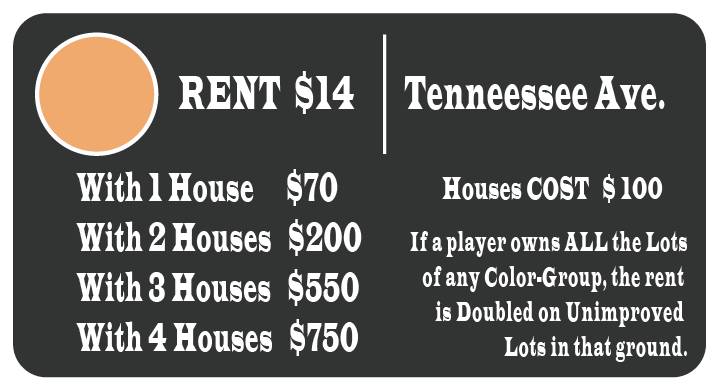 RENT $14
Tenneessee Ave.
With 1 House $70
With 2 Houses $200
With 3 Houses $550
With 4 Houses $750
Houses COST $100
If a player owns ALL the Lots
of any Color-Group, the rent
is Doubled on Unimproved
Lots in that ground.